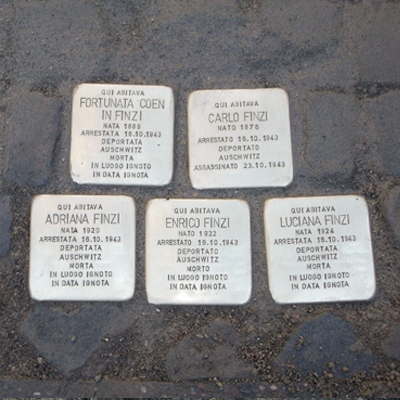 QUI ABITAVA
FORTUNATA COEN
IN FINZI
NATA 1888
ARRESTATA 16.10.1943
DEPORTATA
AUSCHWITZ
MORTA
IN LUOGO IGNOTO
IN DATA IGNOTA
QUI ABITAVA
CARLO FINZI
NATO 1876
ARRESTATO 16.10.1943
DEPORTATO
AUSCHWITZ
ASSASSINATO 23.10.1943
QUI ABITAVA
ADRIANA FINZI
NATA 1920
ARRESTATA 16.10.1943
DEPORTATA
AUSCHWITZ
MORTA
IN LUOGO IGNOTO
IN DATA IGNOTA
QUI ABITAVA
ENRICO FINZI
NATO 1922
ARRESTATO 16.10.1943
DEPORTATO
AUSCHWITZ
MORTO
IN LUOGO IGNOTO
IN DATA IGNOTA
QUI ABITAVA
LUCIANA FINZI
NATA 1924
ARRESTATA 16.10.1943
DEPORTATA
AUSCHWITZ
MORTA
IN LUOGO IGNOTO
IN DATA IGNOTA